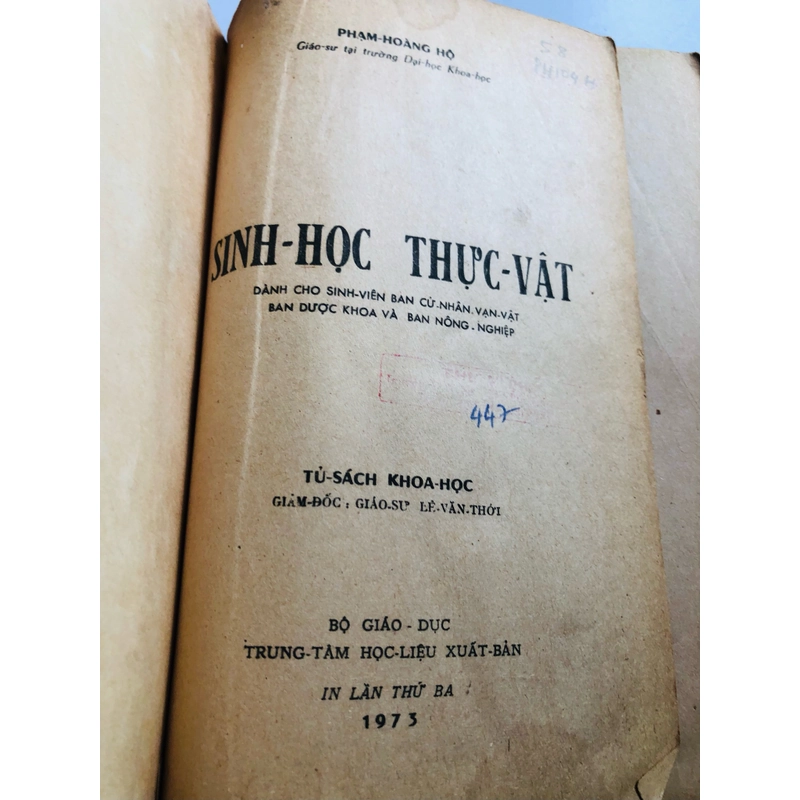 PHẠM-HOÀNG HỘ
Giáo-sư tại trường Đại-học Khoa-học
58
SINH-HỌC THỰC-VẬT
DÀNH CHO SINH-VIÊN BAN CỬ-NHÂN, VẠN-VẬT
BAN DƯỢC KHOA VÀ BAN NÔNG-NGHIỆP
447
TỦ-SÁCH KHOA-HỌC
GIÁM-ĐỐC : GIÁO-SƯ LÊ-VĂN-THỚI
BỘ GIÁO-DỤC
TRUNG-TÂM HỌC-LIỆU XUẤT-BẢN
IN LẦN THỨ BA
1973